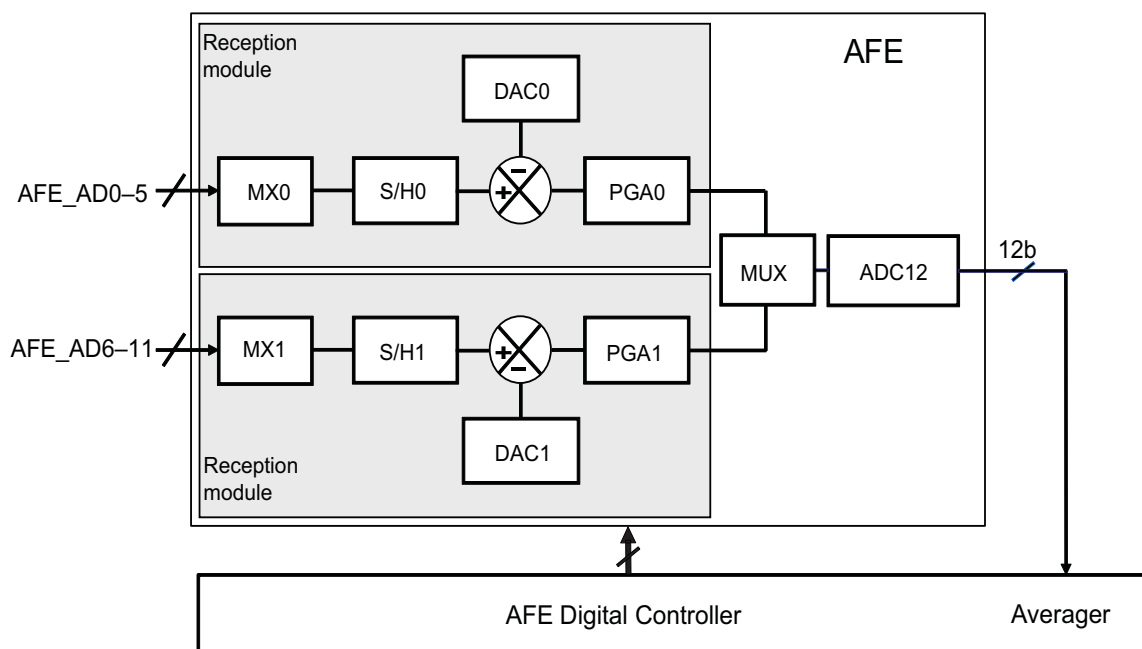 Reception
module
AFE
DAC0
AFE_AD0–5
MX0
S/H0
+
−
PGA0
MUX
ADC12
12b
AFE_AD6–11
MX1
S/H1
+
−
PGA1
DAC1
Reception
module
AFE Digital Controller
Averager